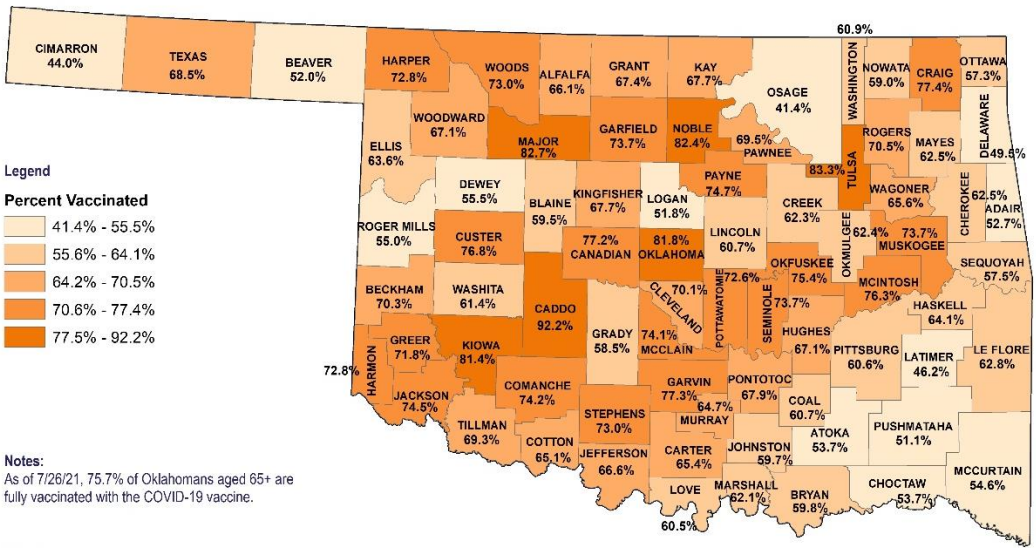 CIMARRON
44.0%
TEXAS
68.5%
BEAVER
52.0%
HARPER
72.8%
WOODS
73.0%
ALFALFA
66.1%
GRANT
67.4%
KAY
67.7%
OSAGE
41.4%
60.9%
WASHINGTON
NOWATA
59.0%
CRAIG
77.4%
OTTAWA
57.3%
WOODWARD
67.1%
ELLIS
63.6%
MAJOR
82.7%
GARFIELD
73.7%
NOBLE
82.4%
69.5%
PAWNEE
ROGERS
70.5%
MAYES
62.5%
DELAWARE
49.5%
DEWEY
55.5%
BLAINE
59.5%
KINGFISHER
67.7%
LOGAN
51.8%
PAYNE
74.7%
83.3%
TULSA
CREEK
62.3%
WAGONER
65.6%
CHEROKEE
62.5%
ADAIR
52.7%
ROGER MILLS
55.0%
CUSTER
76.8%
77.2%
CANADIAN
81.8%
OKLAHOMA
LINCOLN
60.7%
OKMULGEE
62.4%
73.7%
MUSKOGEE
OKFUSKEE
75.4%
SEQUOYAH
57.5%
MCINTOSH
76.3%
BECKHAM
70.3%
WASHITA
61.4%
CADDO
92.2%
GRADY
58.5%
70.1%
CLEVELAND
72.6%
POTTAWATOMIE
SEMINOLE
73.7%
HUGHES
67.1%
HASKELL
64.1%
PITTSBURG
60.6%
LATIMER
46.2%
LE FLORE
62.8%
GREER
71.8%
KIOWA
81.4%
72.8%
HARMON
JACKSON
74.5%
COMANCHE
74.2%
74.1%
MCCLAIN
GARVIN
77.3%
PONTOTOC
67.9%
COAL
60.7%
TILLMAN
69.3%
COTTON
65.1%
STEPHENS
73.0%
64.7%
MURRAY
JEFFERSON
66.6%
CARTER
65.4%
JOHNSTON
59.7%
ATOKA
53.7%
PUSHMATAHA
51.1%
MCCURTAIN
54.6%
LOVE
60.5%
MARSHALL
62.1%
BRYAN
59.8%
CHOCTAW
53.7%
Legend
Percent Vaccinated
41.4% - 55.5%
55.6% - 64.1%
64.2% - 70.5%
70.6% - 77.4%
77.5% - 92.2%
Notes:
As of 7/26/21, 75.7% of Oklahomans aged 65+ are
fully vaccinated with the COVID-19 vaccine.